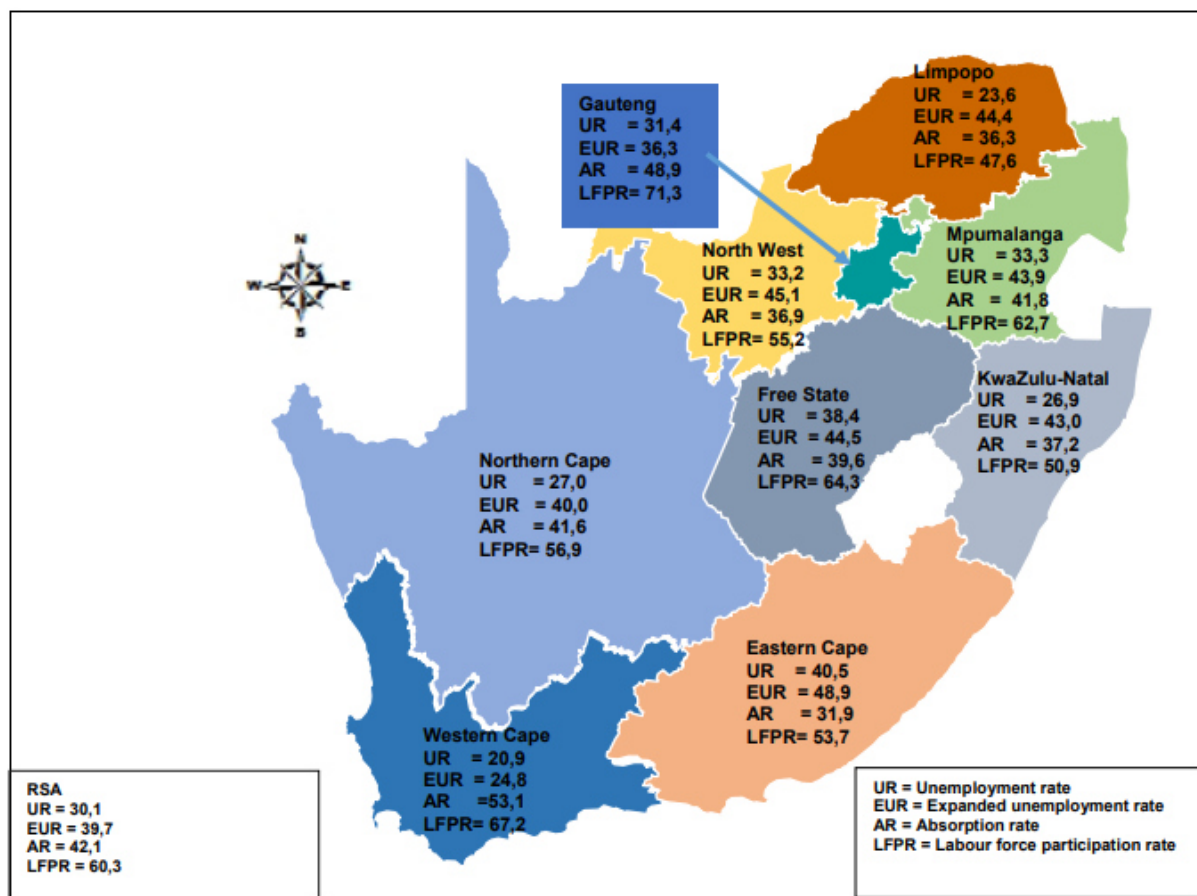 Limpopo
UR = 23,6
EUR = 44,4
AR = 36,3
LFPR= 47,6
Gauteng
UR = 31,4
EUR = 36,3
AR = 48,9
LFPR= 71,3
N
W E
S
North West
UR = 33,2
EUR = 45,1
AR = 36,9
LFPR= 55,2
Mpumalanga
UR = 33,3
EUR = 43,9
AR = 41,8
LFPR= 62,7
Free State
UR = 38,4
EUR = 44,5
AR = 39,6
LFPR= 64,3
KwaZulu-Natal
UR = 26,9
EUR = 43,0
AR = 37,2
LFPR= 50,9
Northern Cape
UR = 27,0
EUR = 40,0
AR = 41,6
LFPR= 56,9
Eastern Cape
UR = 40,5
EUR = 48,9
AR = 31,9
LFPR= 53,7
Western Cape
UR = 20,9
EUR = 24,8
AR =53,1
LFPR= 67,2
RSA
UR = 30,1
EUR = 39,7
AR = 42,1
LFPR = 60,3
UR = Unemployment rate
EUR = Expanded unemployment rate
AR = Absorption rate
LFPR = Labour force participation rate